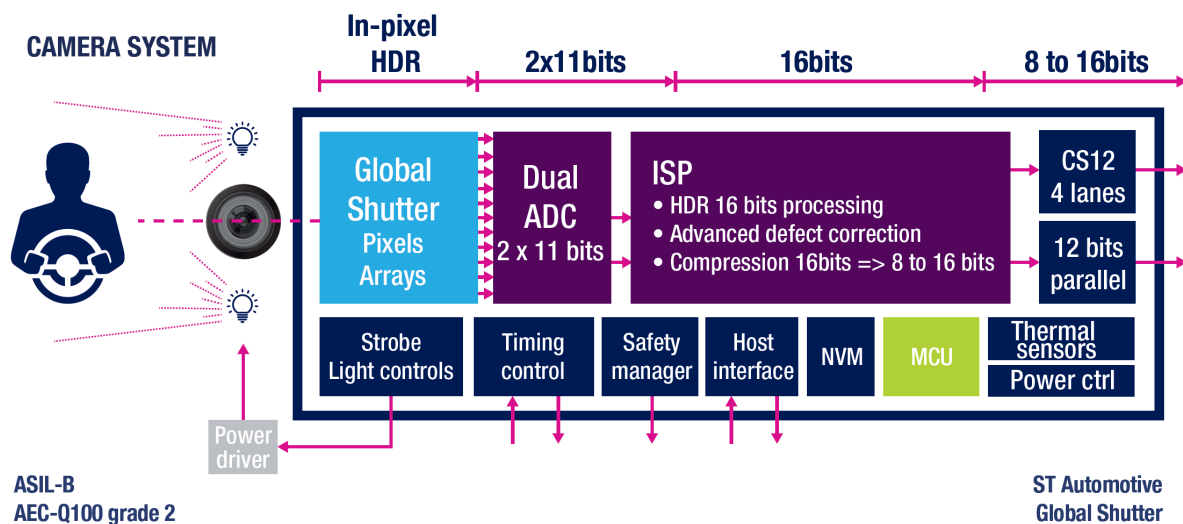 CAMERA SYSTEM
In-pixel
HDR
2x11bits
16bits
8 to 16bits
Global
Shutter
Pixels
Arrays
Dual
ADC
2 x 11 bits
ISP
• HDR 16 bits processing
• Advanced defect correction
• Compression 16bits => 8 to 16 bits
CS12
4 lanes
12 bits
parallel
Strobe
Light controls
Timing
control
Safety
manager
Host
interface
NVM
MCU
Thermal
sensors
Power ctrl
Power
driver
ASIL-B
AEC-Q100 grade 2
ST Automotive
Global Shutter